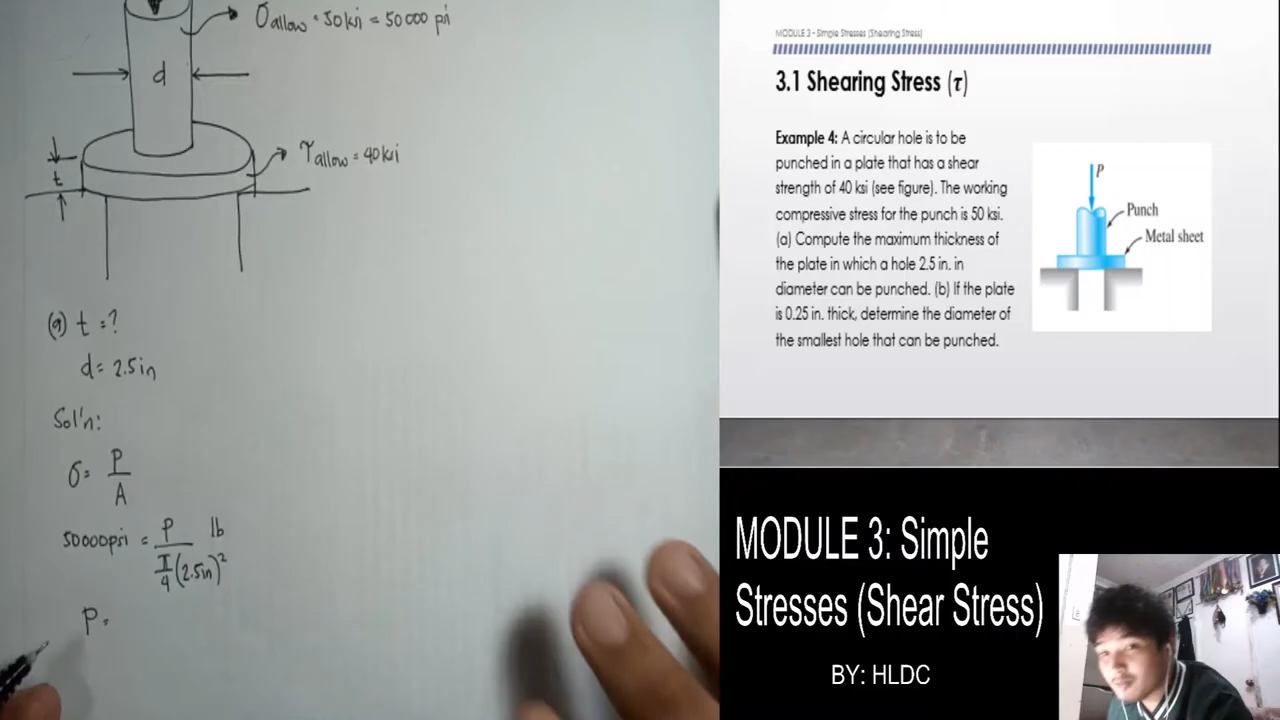 σallow = 50ksi = 50000 psi
d
τallow = 40ksi
t
(a) t = ?
d = 2.5in
Sol'n:
σ = P
A
50000psi = P lb
π/4 (2.5in)²
P =
MODULE 3 - Simple Stresses (Shearing Stress)
3.1 Shearing Stress (τ)
Example 4: A circular hole is to be
punched in a plate that has a shear
strength of 40 ksi (see figure). The working
compressive stress for the punch is 50 ksi.
(a) Compute the maximum thickness of
the plate in which a hole 2.5 in. in
diameter can be punched. (b) If the plate
is 0.25 in. thick, determine the diameter of
the smallest hole that can be punched.
P
Punch
Metal sheet
MODULE 3: Simple
Stresses (Shear Stress)
BY: HLDC